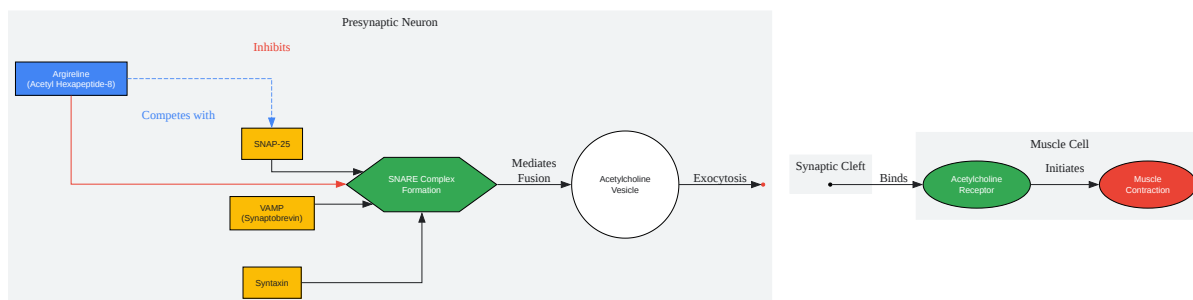 Presynaptic Neuron
Inhibits
Argireline
(Acetyl Hexapeptide-8)
Competes with
SNAP-25
SNARE Complex
Formation
VAMP
(Synaptobrevin)
Syntaxin
Mediates
Fusion
Acetylcholine
Vesicle
Exocytosis
Synaptic Cleft
Binds
Muscle Cell
Acetylcholine
Receptor
Initiates
Muscle
Contraction